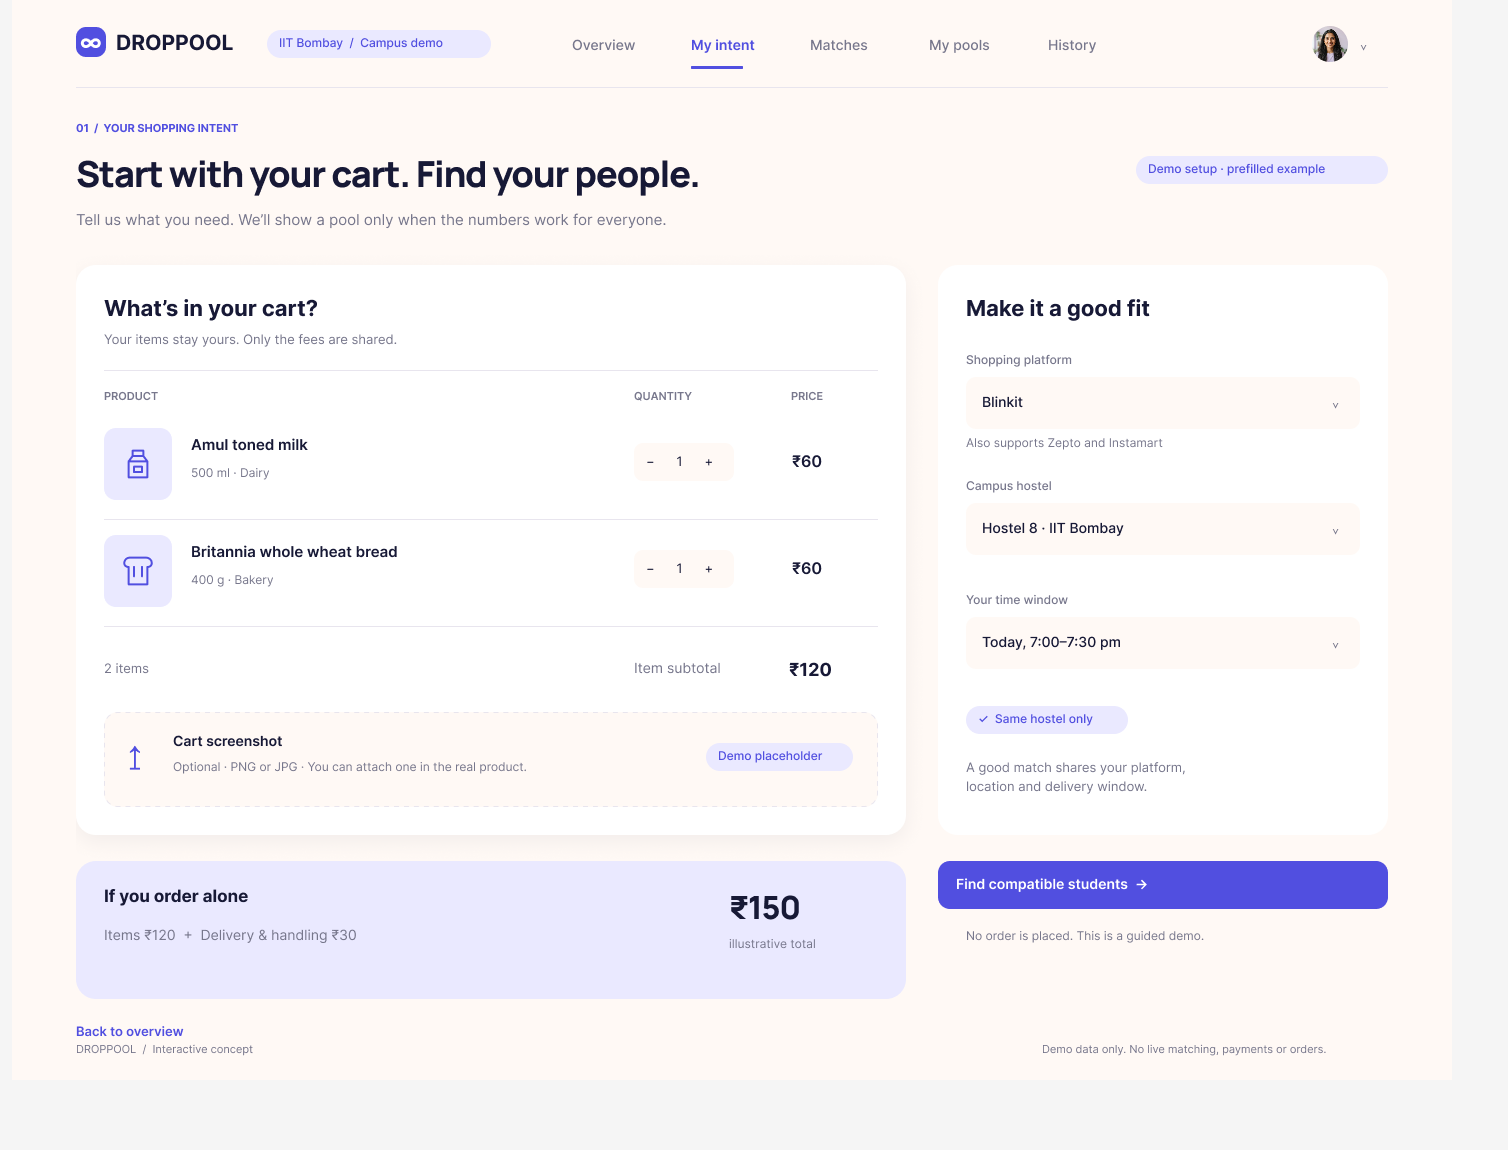 DROPPOOL
IIT Bombay / Campus demo
Overview
My intent
Matches
My pools
History
v
01 / YOUR SHOPPING INTENT
Start with your cart. Find your people.
Demo setup · prefilled example
Tell us what you need. We’ll show a pool only when the numbers work for everyone.
What’s in your cart?
Your items stay yours. Only the fees are shared.
PRODUCT QUANTITY PRICE
Amul toned milk
500 ml · Dairy
− 1 + ₹60
Britannia whole wheat bread
400 g · Bakery
− 1 + ₹60
2 items Item subtotal ₹120
Cart screenshot
Optional · PNG or JPG · You can attach one in the real product.
Demo placeholder
Make it a good fit
Shopping platform
Blinkit v
Also supports Zepto and Instamart
Campus hostel
Hostel 8 · IIT Bombay v
Your time window
Today, 7:00–7:30 pm v
✓ Same hostel only
A good match shares your platform,
location and delivery window.
If you order alone
Items ₹120 + Delivery & handling ₹30
₹150
illustrative total
Find compatible students →
No order is placed. This is a guided demo.
Back to overview
DROPPOOL / Interactive concept
Demo data only. No live matching, payments or orders.